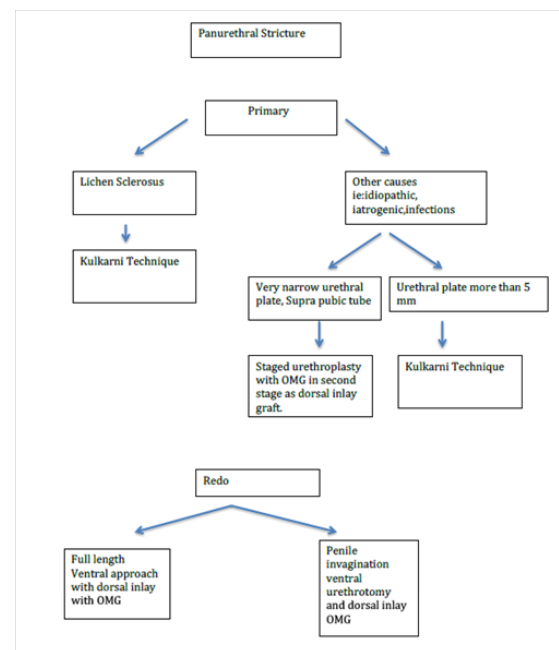 Panurethral Stricture
Primary
Lichen Sclerosus
Other causes
ie:idiopathic,
iatrogenic,infections
Kulkarni Technique
Very narrow urethral
plate, Supra pubic tube
Urethral plate more than 5
mm
Staged urethroplasty
with OMG in second
stage as dorsal inlay
graft.
Kulkarni Technique
Redo
Full length
Ventral approach
with dorsal inlay
with OMG
Penile
invagination
ventral
urethrotomy
and dorsal inlay
OMG